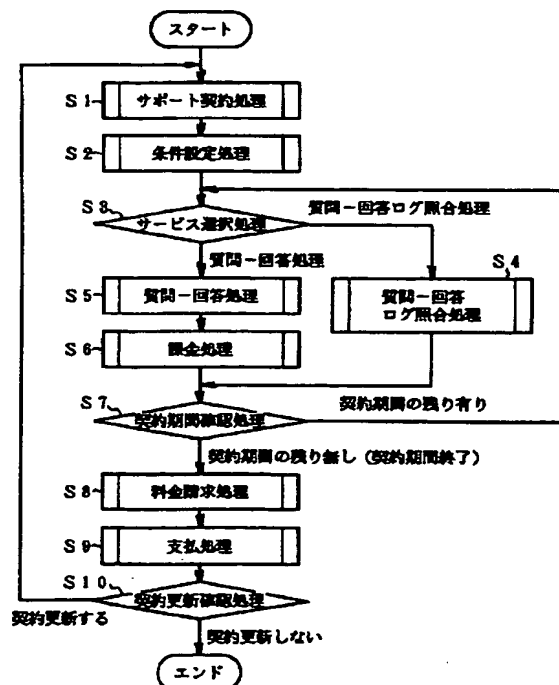 スタート
S1
サポート契約処理
S2
条件設定処理
S3
サービス選択処理
質問ー回答ログ照合処理
質問ー回答処理
S4
S5
質問ー回答処理
質問ー回答
ログ照合処理
S6
課金処理
S7
契約期間確認処理
契約期間の残り有り
契約期間の残り無し(契約期間終了)
S8
料金請求処理
S9
支払処理
S10
契約更新確認処理
契約更新する
契約更新しない
エンド